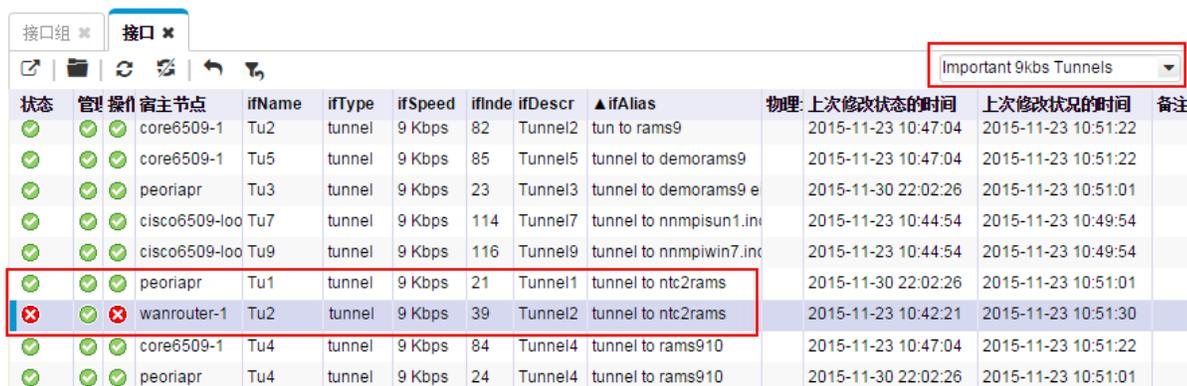 接口组 接口
Important 9kbs Tunnels
状态 管理 操作 宿主节点 ifName ifType ifSpeed ifInde ifDescr ▲ifAlias 物理 上次修改状态的时间 上次修改状况的时间 备注
core6509-1 Tu2 tunnel 9 Kbps 82 Tunnel2 tun to rams9 2015-11-23 10:47:04 2015-11-23 10:51:22
core6509-1 Tu5 tunnel 9 Kbps 85 Tunnel5 tunnel to demorams9 2015-11-23 10:47:04 2015-11-23 10:51:22
peoriapr Tu3 tunnel 9 Kbps 23 Tunnel3 tunnel to demorams9 e 2015-11-30 22:02:26 2015-11-23 10:51:01
cisco6509-loo Tu7 tunnel 9 Kbps 114 Tunnel7 tunnel to nnmpisun1.ind 2015-11-23 10:44:54 2015-11-23 10:49:54
cisco6509-loo Tu9 tunnel 9 Kbps 116 Tunnel9 tunnel to nnmpiwin7.ind 2015-11-23 10:44:54 2015-11-23 10:49:54
peoriapr Tu1 tunnel 9 Kbps 21 Tunnel1 tunnel to ntc2rams 2015-11-30 22:02:26 2015-11-23 10:51:01
wanrouter-1 Tu2 tunnel 9 Kbps 39 Tunnel2 tunnel to ntc2rams 2015-11-23 10:42:21 2015-11-23 10:51:30
core6509-1 Tu4 tunnel 9 Kbps 84 Tunnel4 tunnel to rams910 2015-11-23 10:47:04 2015-11-23 10:51:22
peoriapr Tu4 tunnel 9 Kbps 24 Tunnel4 tunnel to rams910 2015-11-30 22:02:26 2015-11-23 10:51:01